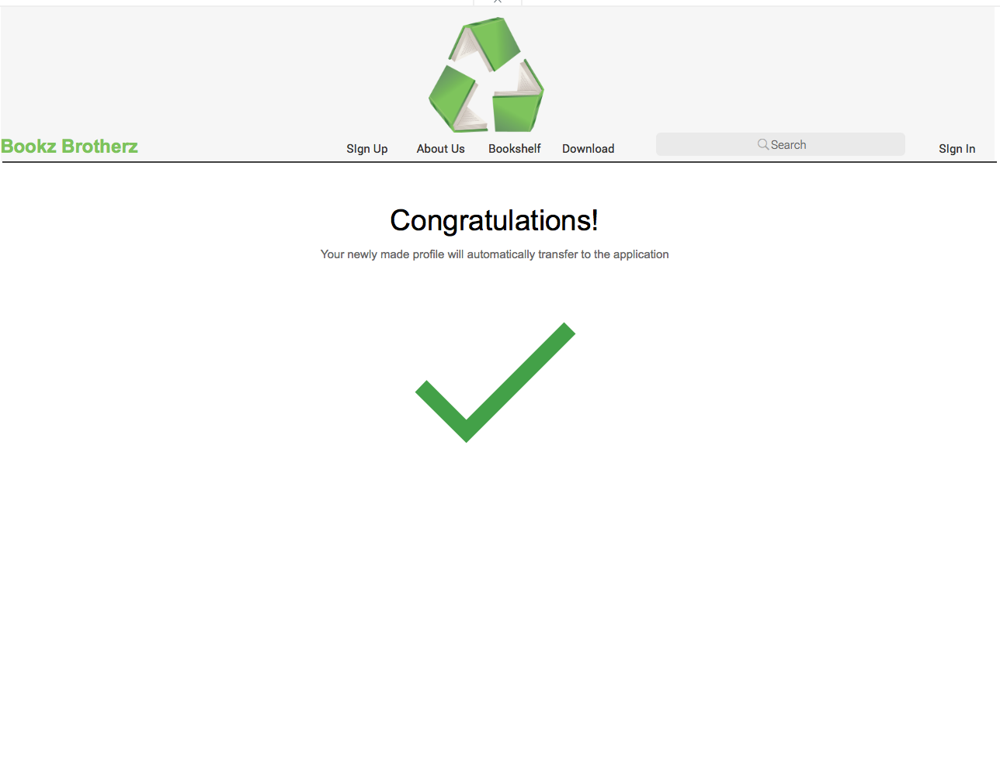 Bookz Brotherz
SIgn Up
About Us
Bookshelf
Download
Search
SIgn In
Congratulations!
Your newly made profile will automatically transfer to the application